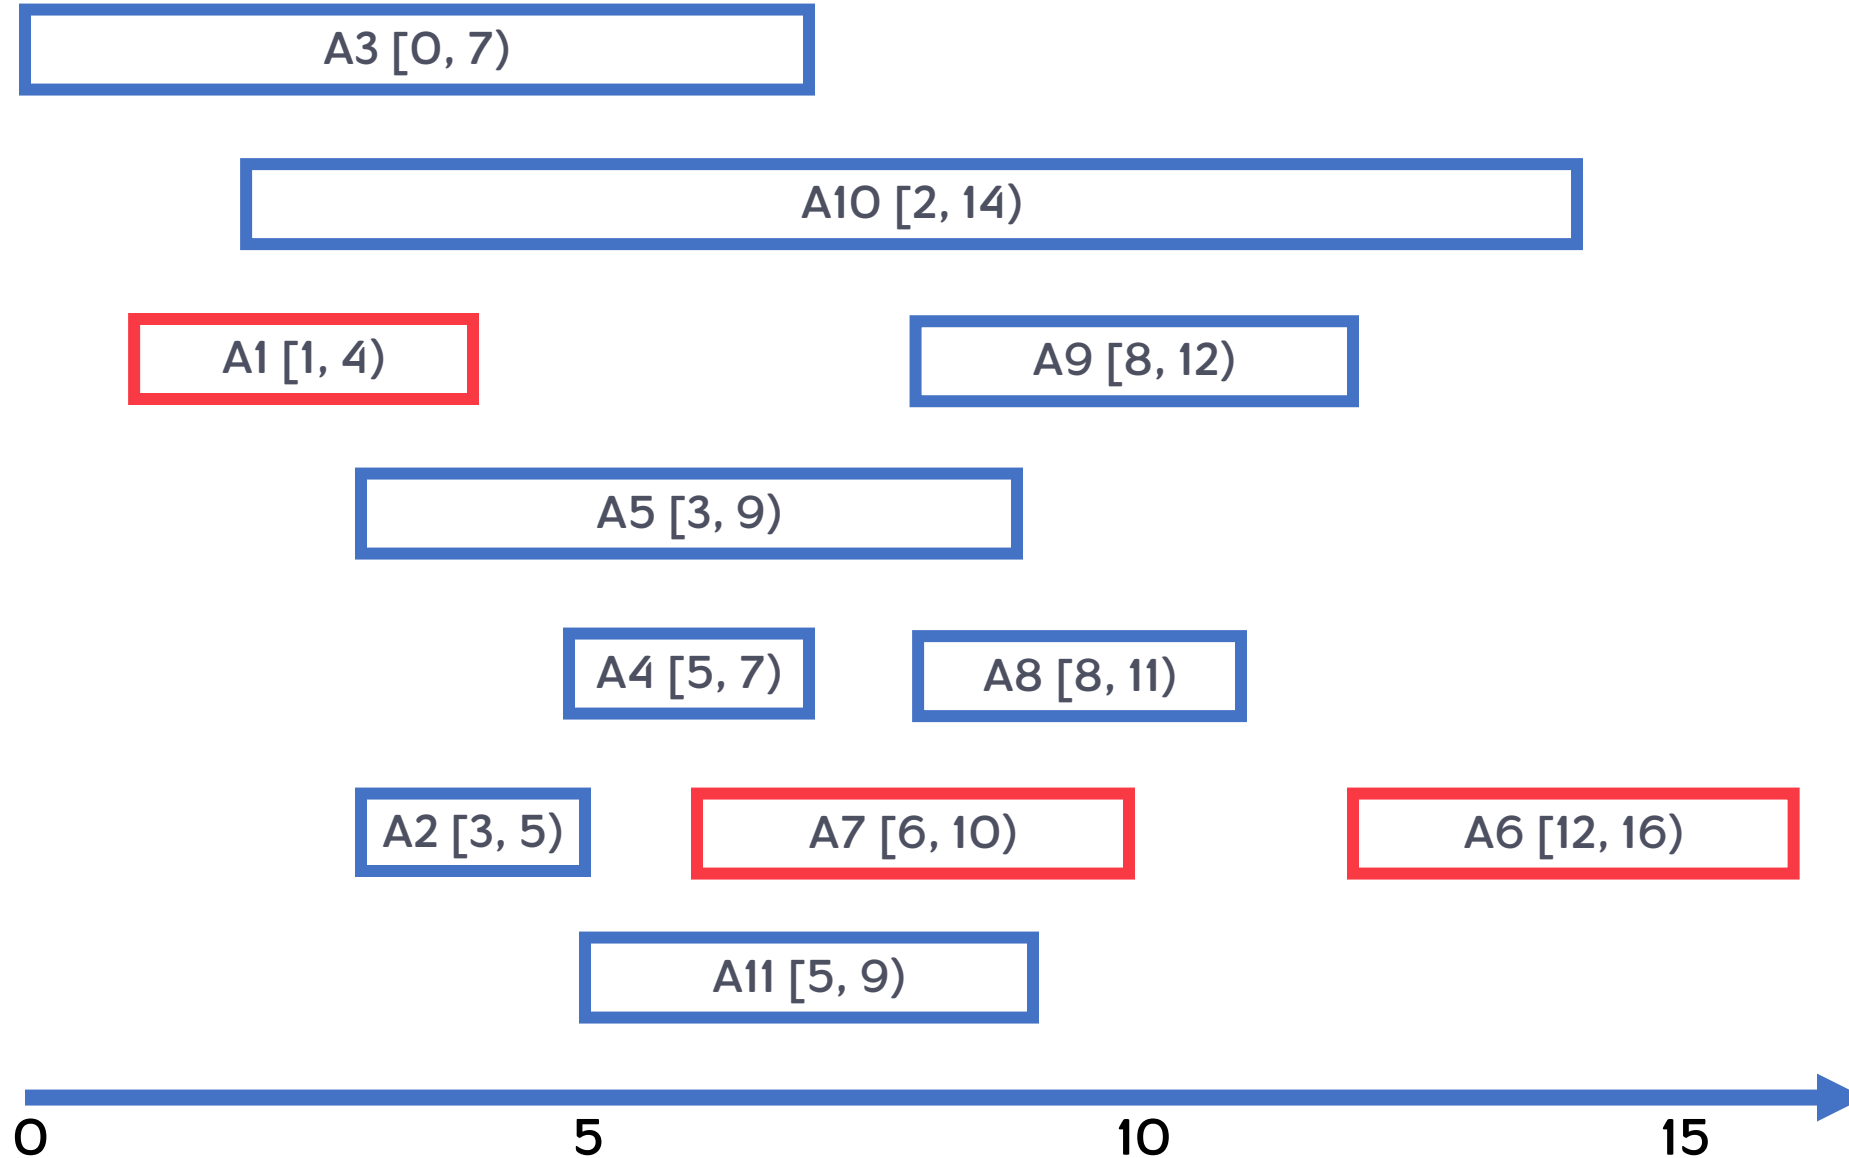 A3 [0, 7)
A10 [2, 14)
A1 [1, 4)
A9 [8, 12)
A5 [3, 9)
A4 [5, 7)
A8 [8, 11)
A2 [3, 5)
A7 [6, 10)
A6 [12, 16)
A11 [5, 9)
0 5 10 15